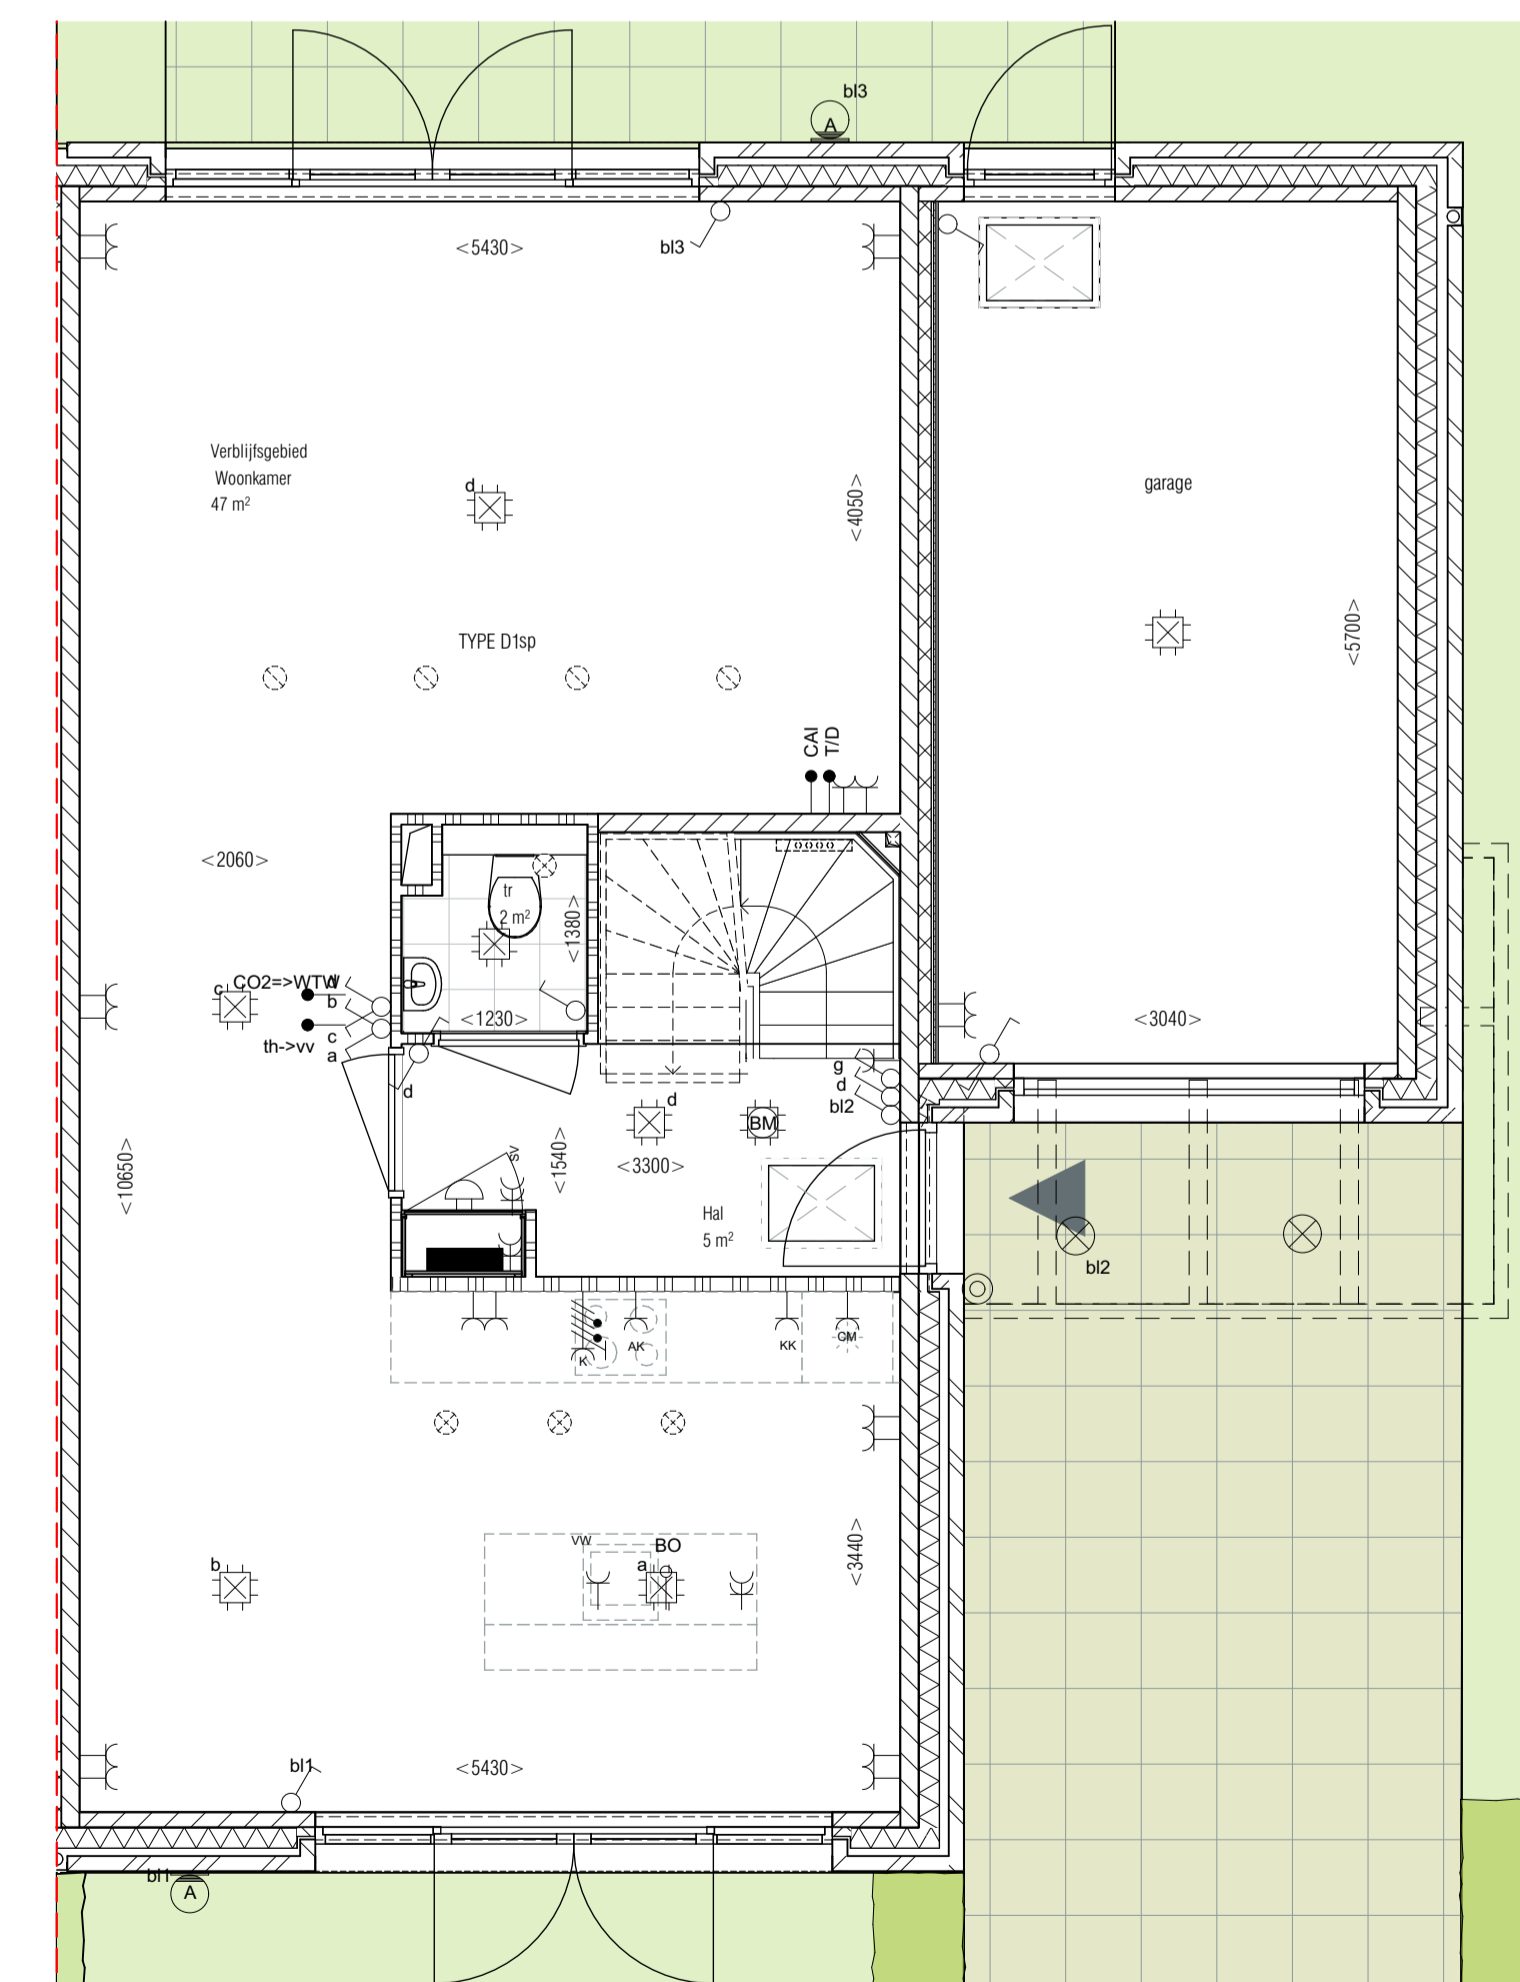 bl3
A
<5430>
bl3
Verblijfsgebied
Woonkamer
47 m²
d
<4050>
garage
<5700>
TYPE D1sp
CAI
T/D
<2060>
tr
2 m²
<1380>
c
CO2=>WTW
d
b
c
a
th->vv
<1230>
<3040>
d
g
d
bl2
d
BM
<10650>
sv
<1540>
<3300>
Hal
5 m²
bl2
K
AK
KK
CM
b
VW
BO
a
<3440>
bl1
<5430>
bl1
A